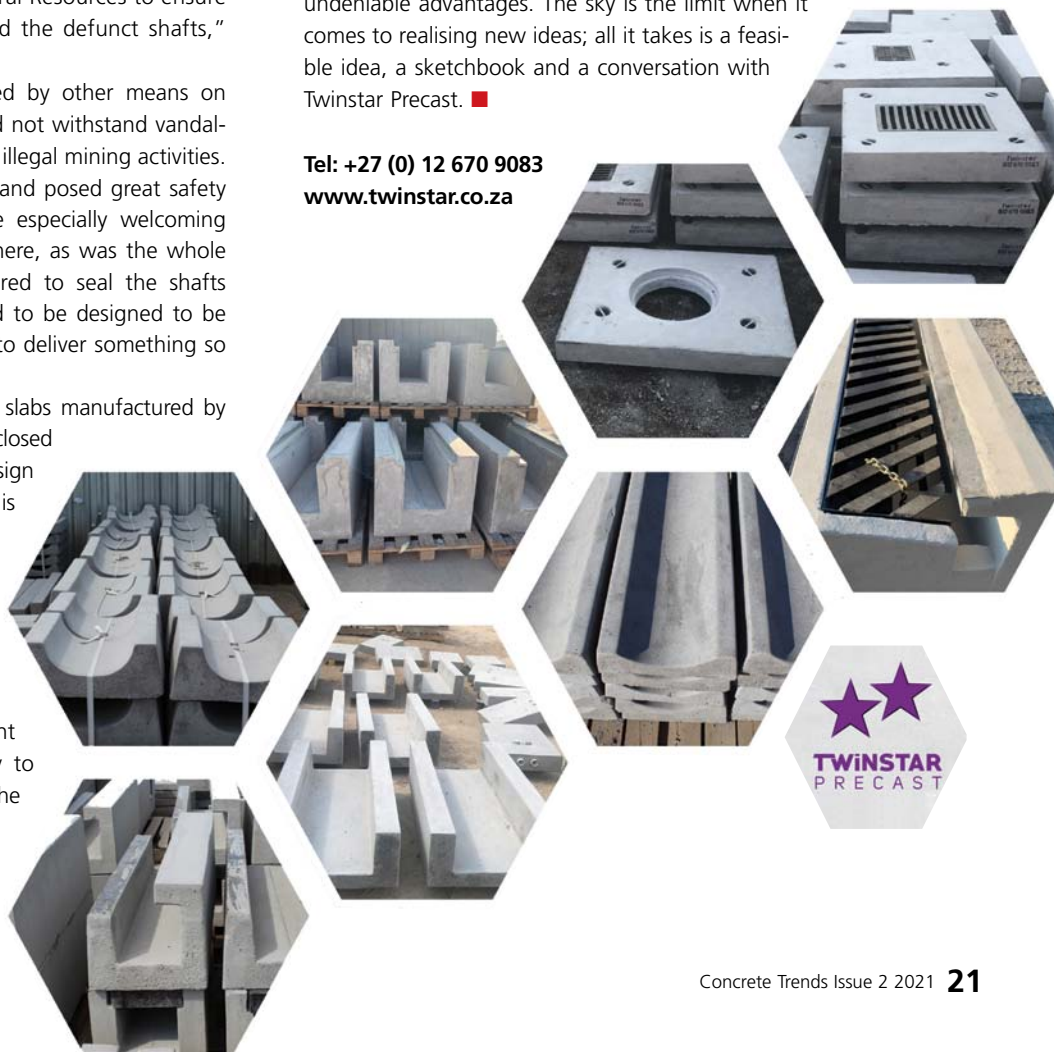 ral Resources to ensure
d the defunct shafts,”
ed by other means on
d not withstand vandal-
illegal mining activities.
and posed great safety
e especially welcoming
here, as was the whole
red to seal the shafts
d to be designed to be
to deliver something so
slabs manufactured by
closed
sign
is
nt
y to
he
undeniable advantages. The sky is the limit when it
comes to realising new ideas; all it takes is a feasi-
ble idea, a sketchbook and a conversation with
Twinstar Precast. ■
Tel: +27 (0) 12 670 9083
www.twinstar.co.za
TWiNSTAR
PRECAST
Concrete Trends Issue 2 2021 21